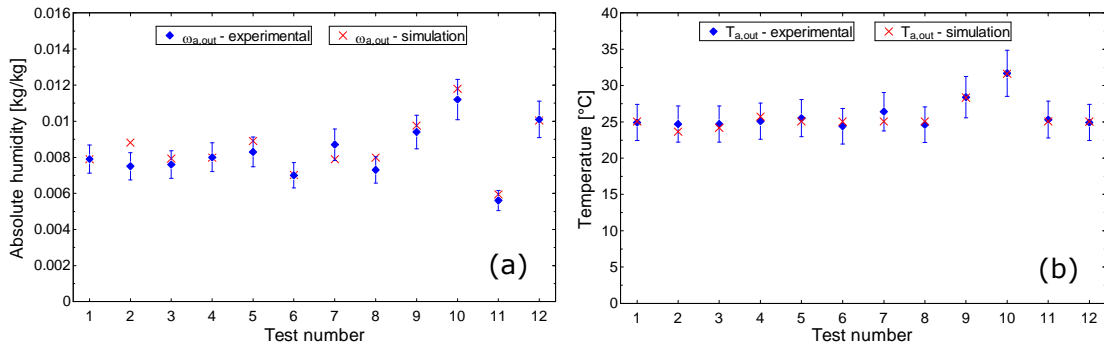 0.016
0.014
0.012
0.01
0.008
0.006
0.004
0.002
0
Absolute humidity [kg/kg]
ωa,out - experimental
ωa,out - simulation
(a)
1 2 3 4 5 6 7 8 9 10 11 12
Test number
40
35
30
25
20
15
10
5
0
Temperature [°C]
Ta,out - experimental
Ta,out - simulation
(b)
1 2 3 4 5 6 7 8 9 10 11 12
Test number